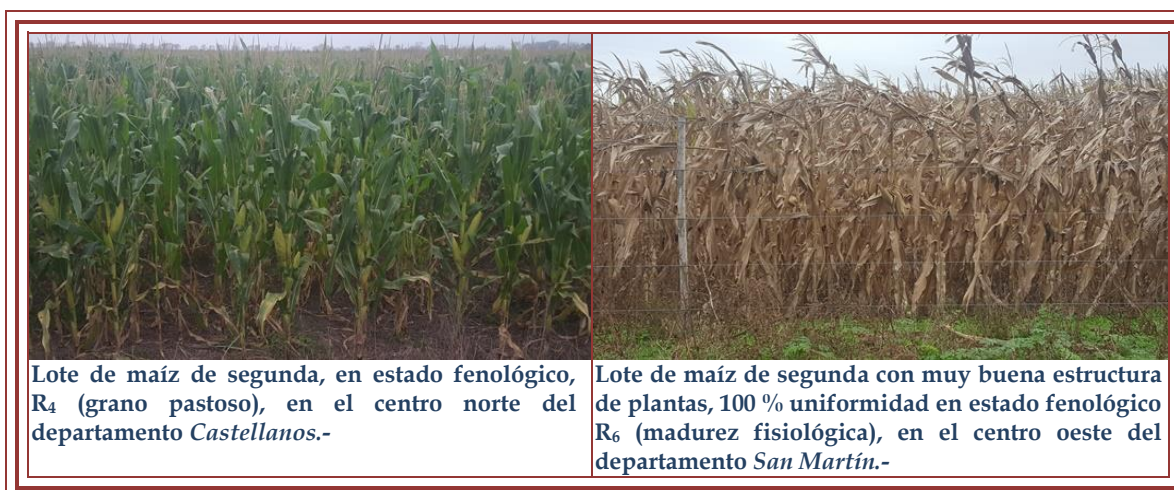 Lote de maíz de segunda, en estado fenológico,
R₄ (grano pastoso), en el centro norte del
departamento Castellanos.-
Lote de maíz de segunda con muy buena estructura
de plantas, 100 % uniformidad en estado fenológico
R₆ (madurez fisiológica), en el centro oeste del
departamento San Martín.-